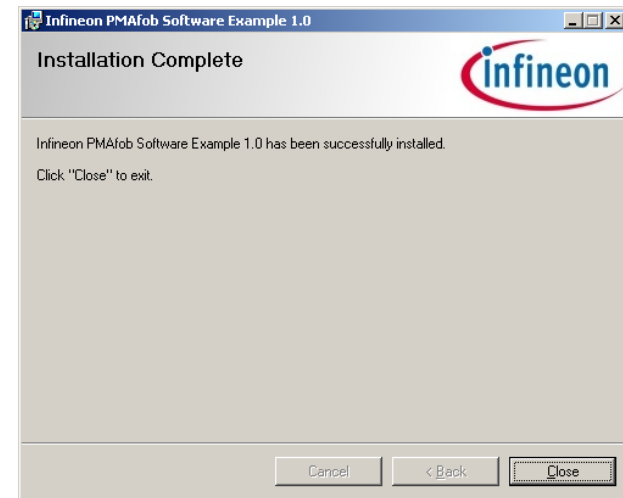 Infineon PMAfob Software Example 1.0
Installation Complete
infineon
Infineon PMAfob Software Example 1.0 has been successfully installed.
Click "Close" to exit.
Cancel
< Back
Close